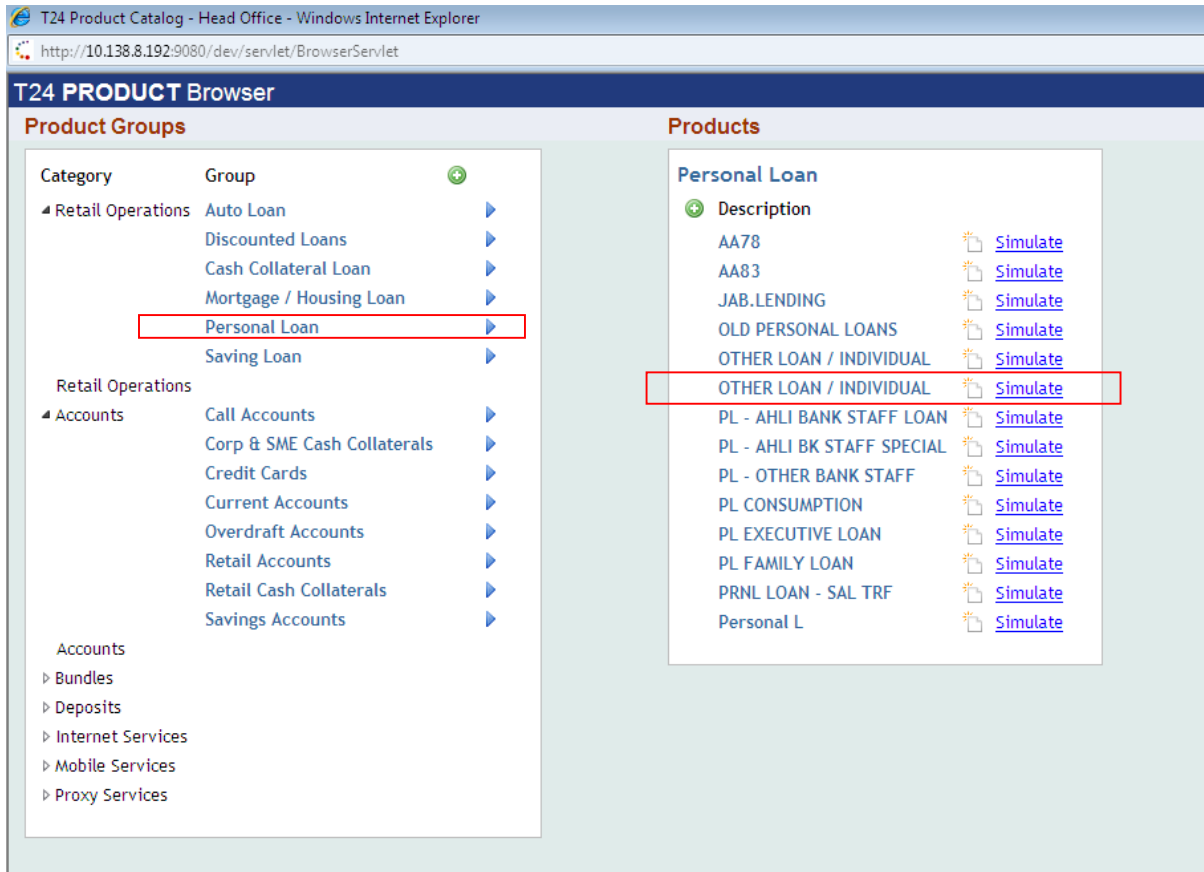 T24 Product Catalog - Head Office - Windows Internet Explorer
http://10.138.8.192:9080/dev/servlet/BrowserServlet
T24 PRODUCT Browser
Product Groups
Category Group
Retail Operations Auto Loan
Discounted Loans
Cash Collateral Loan
Mortgage / Housing Loan
Personal Loan
Saving Loan
Retail Operations
Accounts Call Accounts
Corp & SME Cash Collaterals
Credit Cards
Current Accounts
Overdraft Accounts
Retail Accounts
Retail Cash Collaterals
Savings Accounts
Accounts
Bundles
Deposits
Internet Services
Mobile Services
Proxy Services
Products
Personal Loan
Description
AA78 Simulate
AA83 Simulate
JAB.LENDING Simulate
OLD PERSONAL LOANS Simulate
OTHER LOAN / INDIVIDUAL Simulate
OTHER LOAN / INDIVIDUAL Simulate
PL - AHLI BANK STAFF LOAN Simulate
PL - AHLI BK STAFF SPECIAL Simulate
PL - OTHER BANK STAFF Simulate
PL CONSUMPTION Simulate
PL EXECUTIVE LOAN Simulate
PL FAMILY LOAN Simulate
PRNL LOAN - SAL TRF Simulate
Personal L Simulate